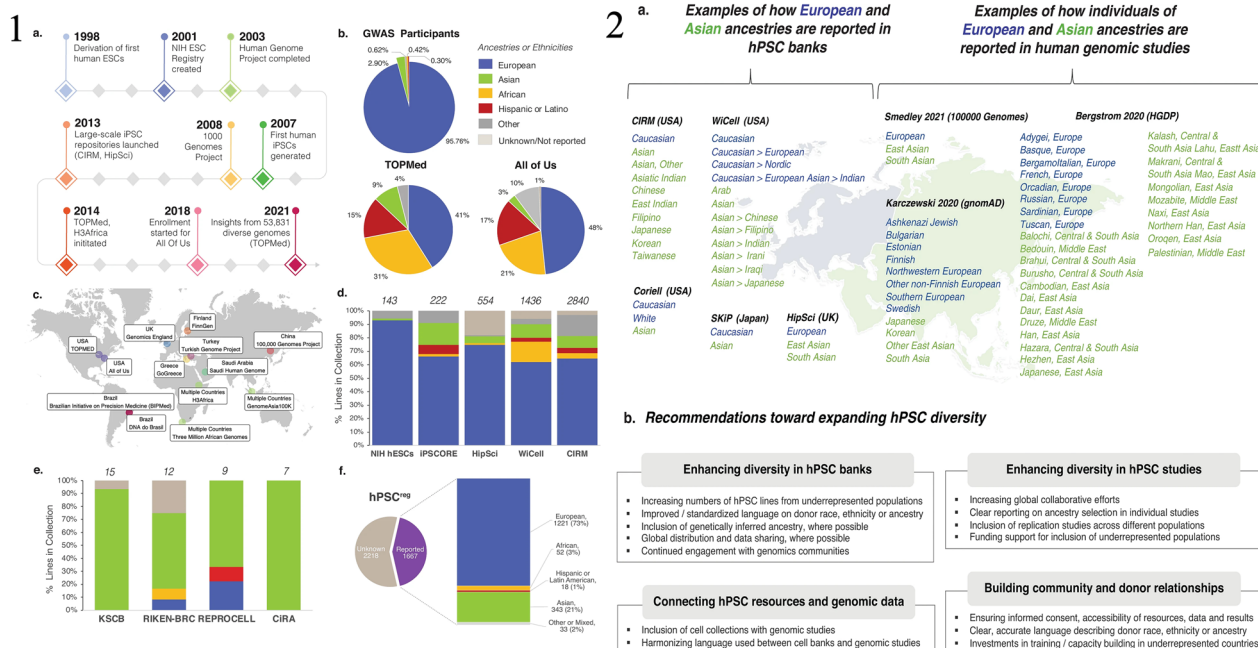 1
a.
1998
Derivation of first
human ESCs
2001
NIH ESC
Registry
created
2003
Human Genome
Project completed
2013
Large-scale iPSC
repositories launched
(CIRM, HipSci)
2008
1000
Genomes
Project
2007
First human
iPSCs
generated
2014
TOPMed,
H3Africa
inititated
2018
Enrollment
started for
All Of Us
2021
Insights from 53,831
diverse genomes
(TOPMed)
b.
GWAS Participants
0.62%
0.42%
2.90%
0.30%
95.76%
Ancestries or Ethnicities
European
Asian
African
Hispanic or Latino
Other
Unknown/Not reported
TOPMed
4%
9%
15%
41%
31%
All of Us
1%
10%
3%
17%
48%
21%
c.
Finland
FinnGen
UK
Genomics England
China
100,000 Genomes Project
USA
TOPMED
Turkey
Turkish Genome Project
USA
All of Us
Greece
GoGreece
Saudi Arabia
Saudi Human Genome
Multiple Countries
H3Africa
Brazil
Brazilian Initiative on Precision Medicine (BIPMed)
Multiple Countries
GenomeAsia100K
Brazil
DNA do Brasil
Multiple Countries
Three Million African Genomes
d.
143 222 554 1436 2840
% Lines in Collection
100%
90%
80%
70%
60%
50%
40%
30%
20%
10%
0%
NIH hESCs iPSCORE HipSci WiCell CIRM
e.
15 12 9 7
% Lines in Collection
100%
90%
80%
70%
60%
50%
40%
30%
20%
10%
0%
KSCB RIKEN-BRC REPROCELL CiRA
f.
hPSCreg
Unknown
2218
Reported
1667
European,
1221 (73%)
African,
52 (3%)
Hispanic or
Latin American,
18 (1%)
Asian,
343 (21%)
Other or Mixed,
33 (2%)
2
a.
Examples of how European and
Asian ancestries are reported in
hPSC banks
Examples of how individuals of
European and Asian ancestries are
reported in human genomic studies
CIRM (USA)
Caucasian
Asian
Asian, Other
Asiatic Indian
Chinese
East Indian
Filipino
Japanese
Korean
Taiwanese
WiCell (USA)
Caucasian
Caucasian > European
Caucasian > Nordic
Caucasian > European Asian > Indian
Arab
Asian
Asian > Chinese
Asian > Filipino
Asian > Indian
Asian > Irani
Asian > Iraqi
Asian > Japanese
Coriell (USA)
Caucasian
White
Asian
SKiP (Japan)
Caucasian
Asian
HipSci (UK)
European
East Asian
South Asian
Smedley 2021 (100000 Genomes)
European
East Asian
South Asian
Karczewski 2020 (gnomAD)
Ashkenazi Jewish
Bulgarian
Estonian
Finnish
Northwestern European
Other non-Finnish European
Southern European
Swedish
Japanese
Korean
Other East Asian
South Asia
Bergstrom 2020 (HGDP)
Adygei, Europe
Basque, Europe
Bergamoltalian, Europe
French, Europe
Orcadian, Europe
Russian, Europe
Sardinian, Europe
Tuscan, Europe
Balochi, Central & South Asia
Bedouin, Middle East
Brahui, Central & South Asia
Burusho, Central & South Asia
Cambodian, East Asia
Dai, East Asia
Daur, East Asia
Druze, Middle East
Han, East Asia
Hazara, Central & South Asia
Hezhen, East Asia
Japanese, East Asia
Kalash, Central &
South Asia Lahu, Eastt Asia
Makrani, Central &
South Asia Mao, East Asia
Mongolian, East Asia
Mozabite, Middle East
Naxi, East Asia
Northern Han, East Asia
Oroqen, East Asia
Palestinian, Middle East
b. Recommendations toward expanding hPSC diversity
Enhancing diversity in hPSC banks
Increasing numbers of hPSC lines from underrepresented populations
Improved / standardized language on donor race, ethnicity or ancestry
Inclusion of genetically inferred ancestry, where possible
Global distribution and data sharing, where possible
Continued engagement with genomics communities
Enhancing diversity in hPSC studies
Increasing global collaborative efforts
Clear reporting on ancestry selection in individual studies
Inclusion of replication studies across different populations
Funding support for inclusion of underrepresented populations
Connecting hPSC resources and genomic data
Inclusion of cell collections with genomic studies
Harmonizing language used between cell banks and genomic studies
Building community and donor relationships
Ensuring informed consent, accessibility of resources, data and results
Clear, accurate language describing donor race, ethnicity or ancestry
Investments in training / capacity building in underrepresented countries